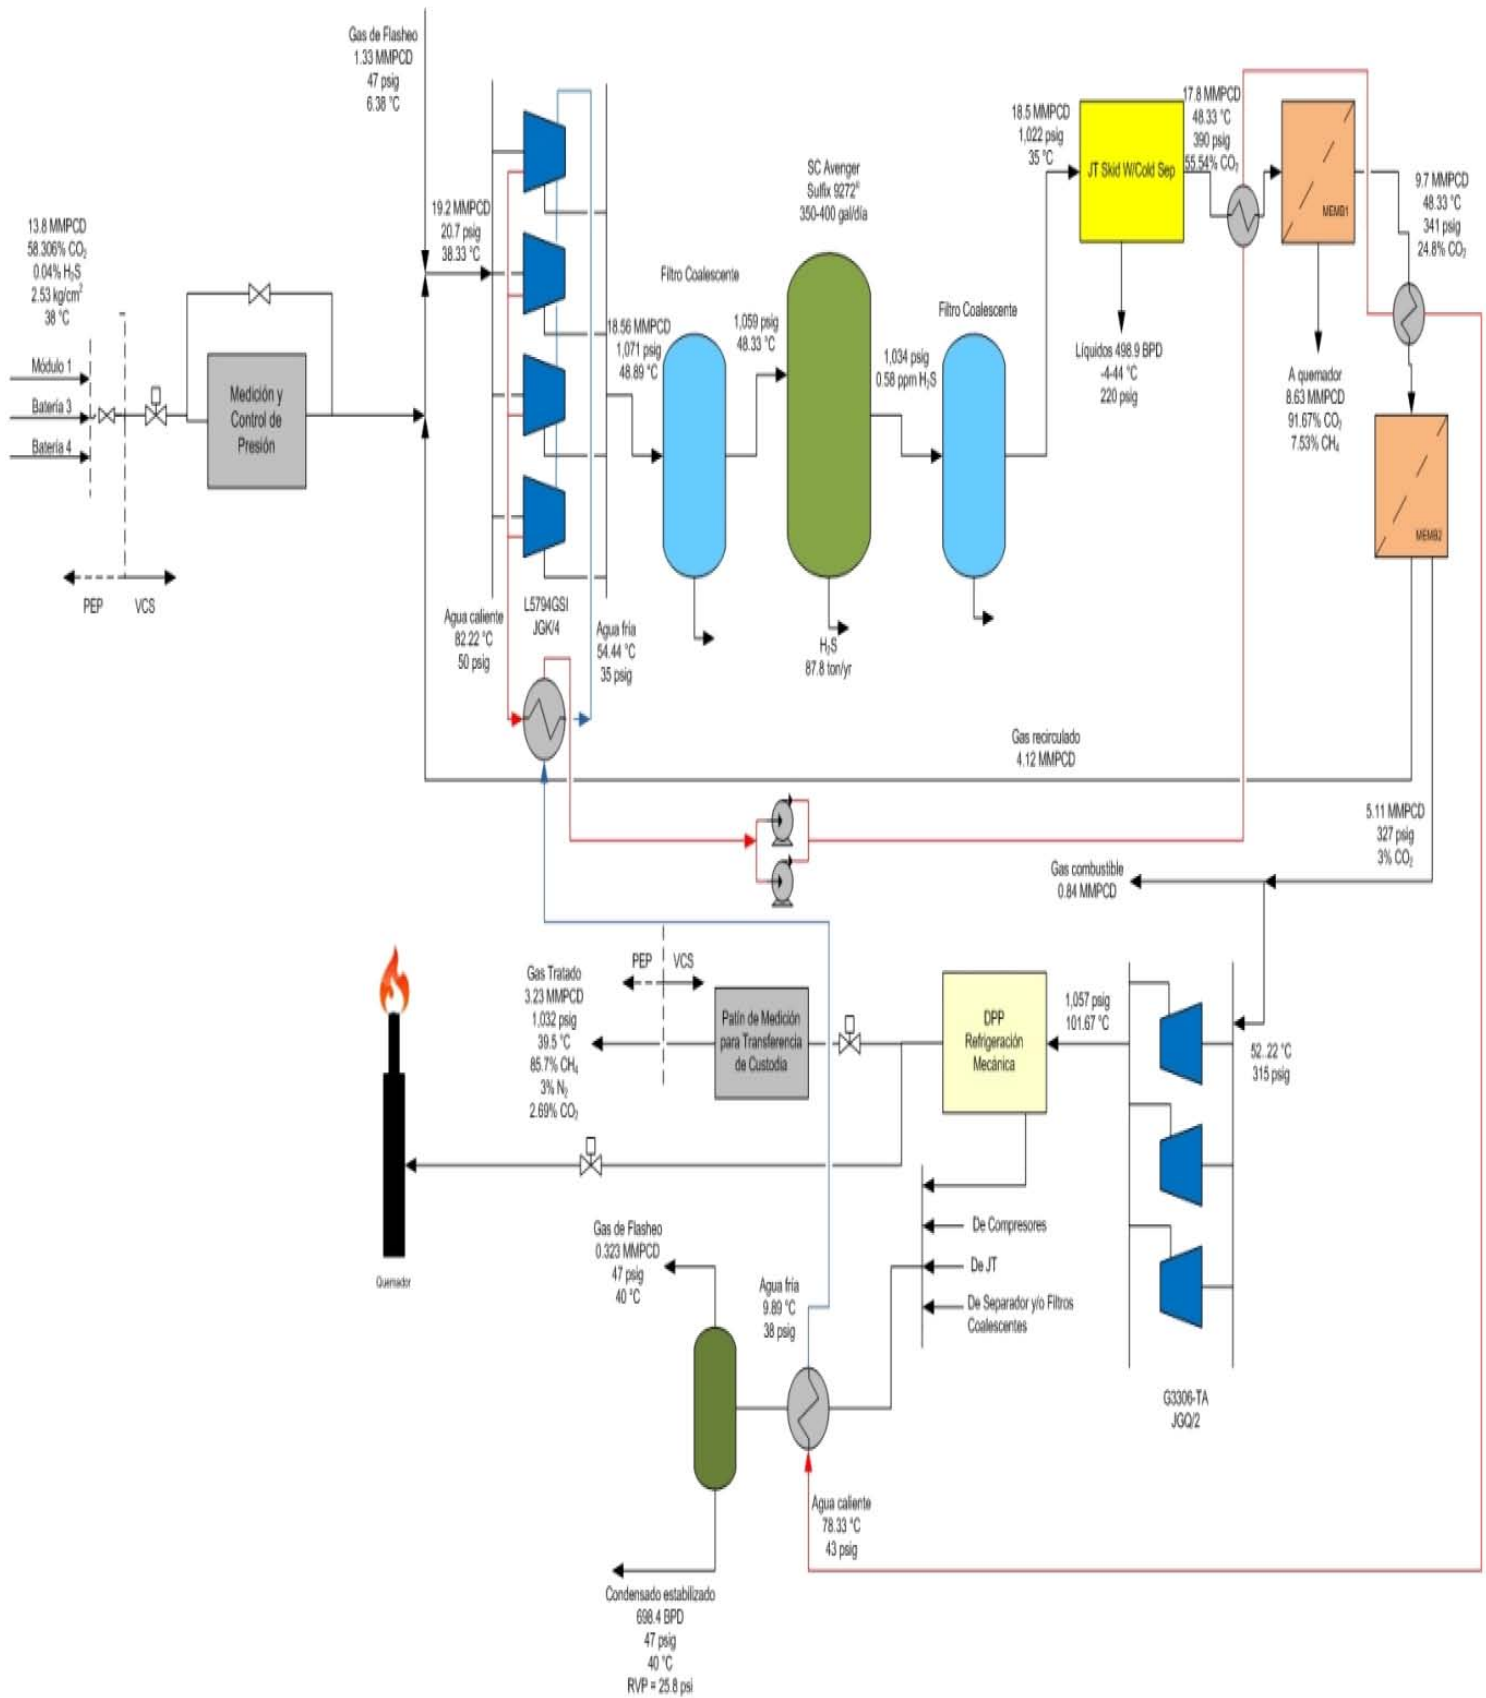 Gas de Flasheo
1.33 MMPCD
47 psig
6.38 °C
13.8 MMPCD
58.306% CO₂
0.04% H₂S
2.53 kg/cm²
38 °C
Módulo 1
Batería 3
Batería 4
PEP
VCS
Medición y
Control de
Presión
19.2 MMPCD
20.7 psig
38.33 °C
L5794GSI
JGK/4
Agua caliente
82.22 °C
50 psig
Agua fria
54.44 °C
35 psig
18.56 MMPCD
1,071 psig
48.89 °C
Filtro Coalescente
1,059 psig
48.33 °C
SC Avenger
Sulfix 9272®
350-400 gal/día
H₂S
87.8 ton/yr
1,034 psig
0.58 ppm H₂S
Filtro Coalescente
18.5 MMPCD
1,022 psig
35 °C
JT Skid W/Cold Sep
Líquidos 498.9 BPD
-4-44 °C
220 psig
17.8 MMPCD
48.33 °C
390 psig
55.54% CO₂
MEMB1
A quemador
8.63 MMPCD
91.67% CO₂
7.53% CH₄
9.7 MMPCD
48.33 °C
341 psig
24.8% CO₂
MEMB2
Gas recirculado
4.12 MMPCD
5.11 MMPCD
327 psig
3% CO₂
Gas combustible
0.84 MMPCD
PEP
VCS
Gas Tratado
3.23 MMPCD
1,032 psig
39.5 °C
85.7% CH₄
3% N₂
2.69% CO₂
Patín de Medición
para Transferencia
de Custodia
DPP
Refrigeración
Mecánica
1,057 psig
101.67 °C
52..22 °C
315 psig
G3306-TA
JGQ/2
Quemador
De Compresores
De JT
De Separador y/o Filtros
Coalescentes
Gas de Flasheo
0.323 MMPCD
47 psig
40 °C
Agua fria
9.89 °C
38 psig
Agua caliente
78.33 °C
43 psig
Condensado estabilizado
698.4 BPD
47 psig
40 °C
RVP = 25.8 psi